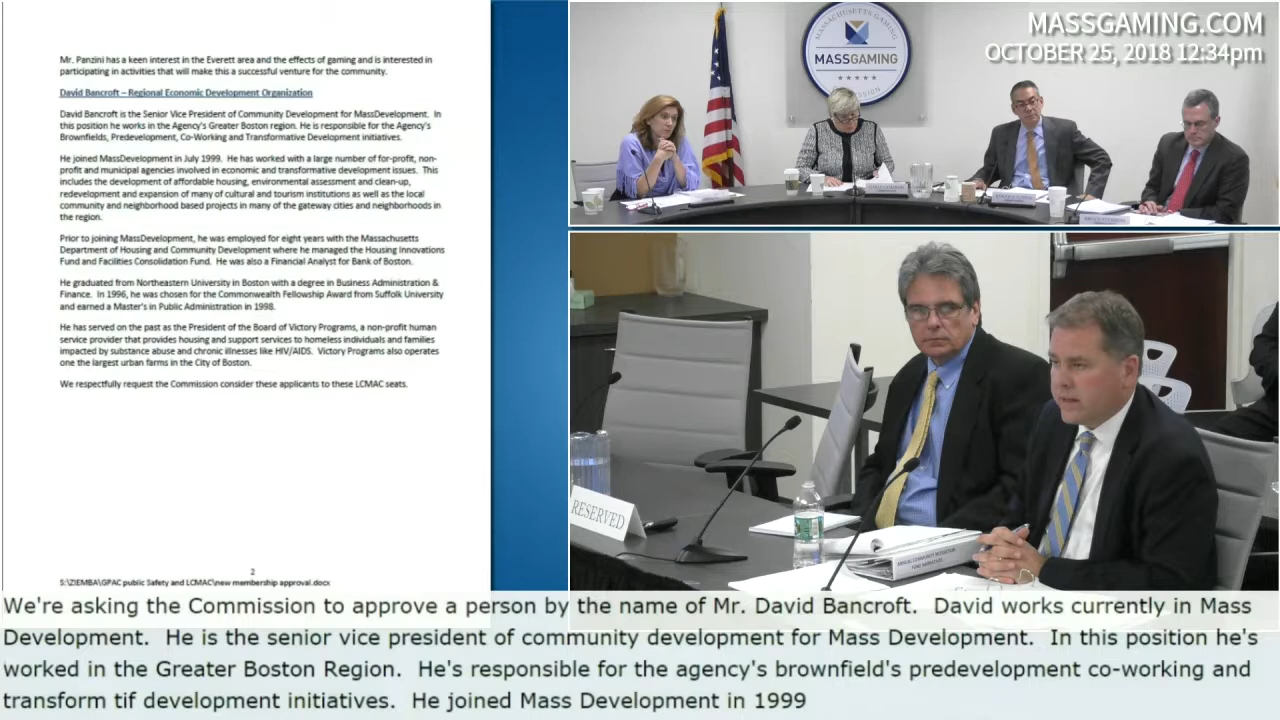 Mr. Panzini has a keen interest in the Everett area and the effects of gaming and is interested in
participating in activities that will make this a successful venture for the community.
David Bancroft – Regional Economic Development Organization
David Bancroft is the Senior Vice President of Community Development for MassDevelopment. In
this position he works in the Agency's Greater Boston region. He is responsible for the Agency's
Brownfields, Predevelopment, Co-Working and Transformative Development initiatives.
He joined MassDevelopment in July 1999. He has worked with a large number of for-profit, non-
profit and municipal agencies involved in economic and transformative development issues. This
includes the development of affordable housing, environmental assessment and clean-up,
redevelopment and expansion of many of cultural and tourism institutions as well as the local
community and neighborhood based projects in many of the gateway cities and neighborhoods in
the region.
Prior to joining MassDevelopment, he was employed for eight years with the Massachusetts
Department of Housing and Community Development where he managed the Housing Innovations
Fund and Facilities Consolidation Fund. He was also a Financial Analyst for Bank of Boston.
He graduated from Northeastern University in Boston with a degree in Business Administration &
Finance. In 1996, he was chosen for the Commonwealth Fellowship Award from Suffolk University
and earned a Master's in Public Administration in 1998.
He has served on the past as the President of the Board of Victory Programs, a non-profit human
service provider that provides housing and support services to homeless individuals and families
impacted by substance abuse and chronic illnesses like HIV/AIDS. Victory Programs also operates
one the largest urban farms in the City of Boston.
We respectfully request the Commission consider these applicants to these LCMAC seats.
2
S:\ZIEMBA\GPAC public Safety and LCMAC\new membership approval.docx
MASSACHUSETTS GAMING
MASSGAMING
MASSGAMING.COM
OCTOBER 25, 2018 12:34pm
RESERVED
ANNUAL COMMUNITY MITIGATION
FUND
We're asking the Commission to approve a person by the name of Mr. David Bancroft. David works currently in Mass
Development. He is the senior vice president of community development for Mass Development. In this position he's
worked in the Greater Boston Region. He's responsible for the agency's brownfield's predevelopment co-working and
transform tif development initiatives. He joined Mass Development in 1999